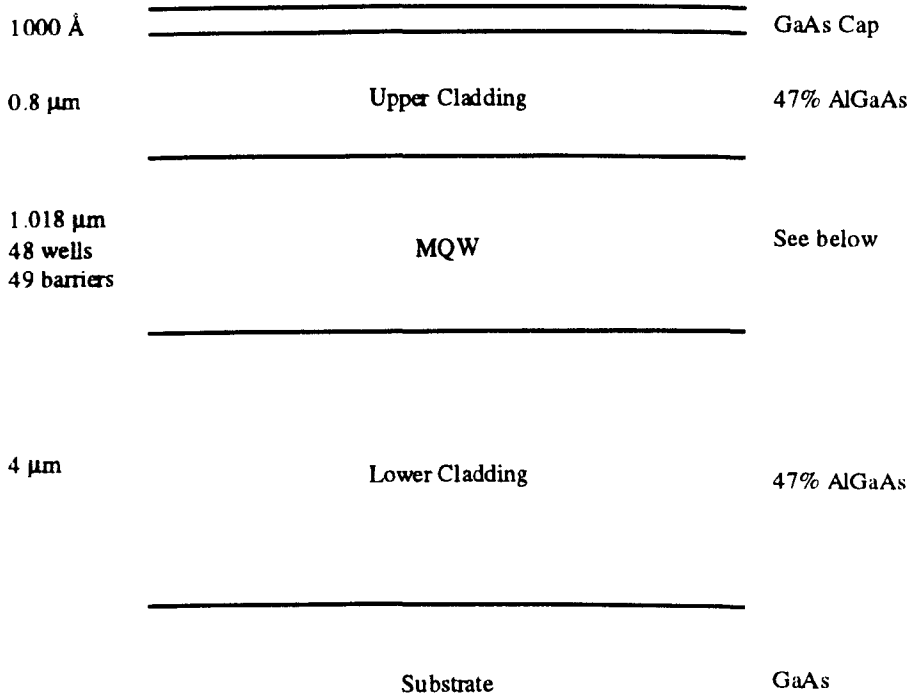 1000 Å
GaAs Cap
0.8 μm
Upper Cladding
47% AlGaAs
1.018 μm
48 wells
49 barriers
MQW
See below
4 μm
Lower Cladding
47% AlGaAs
Substrate
GaAs